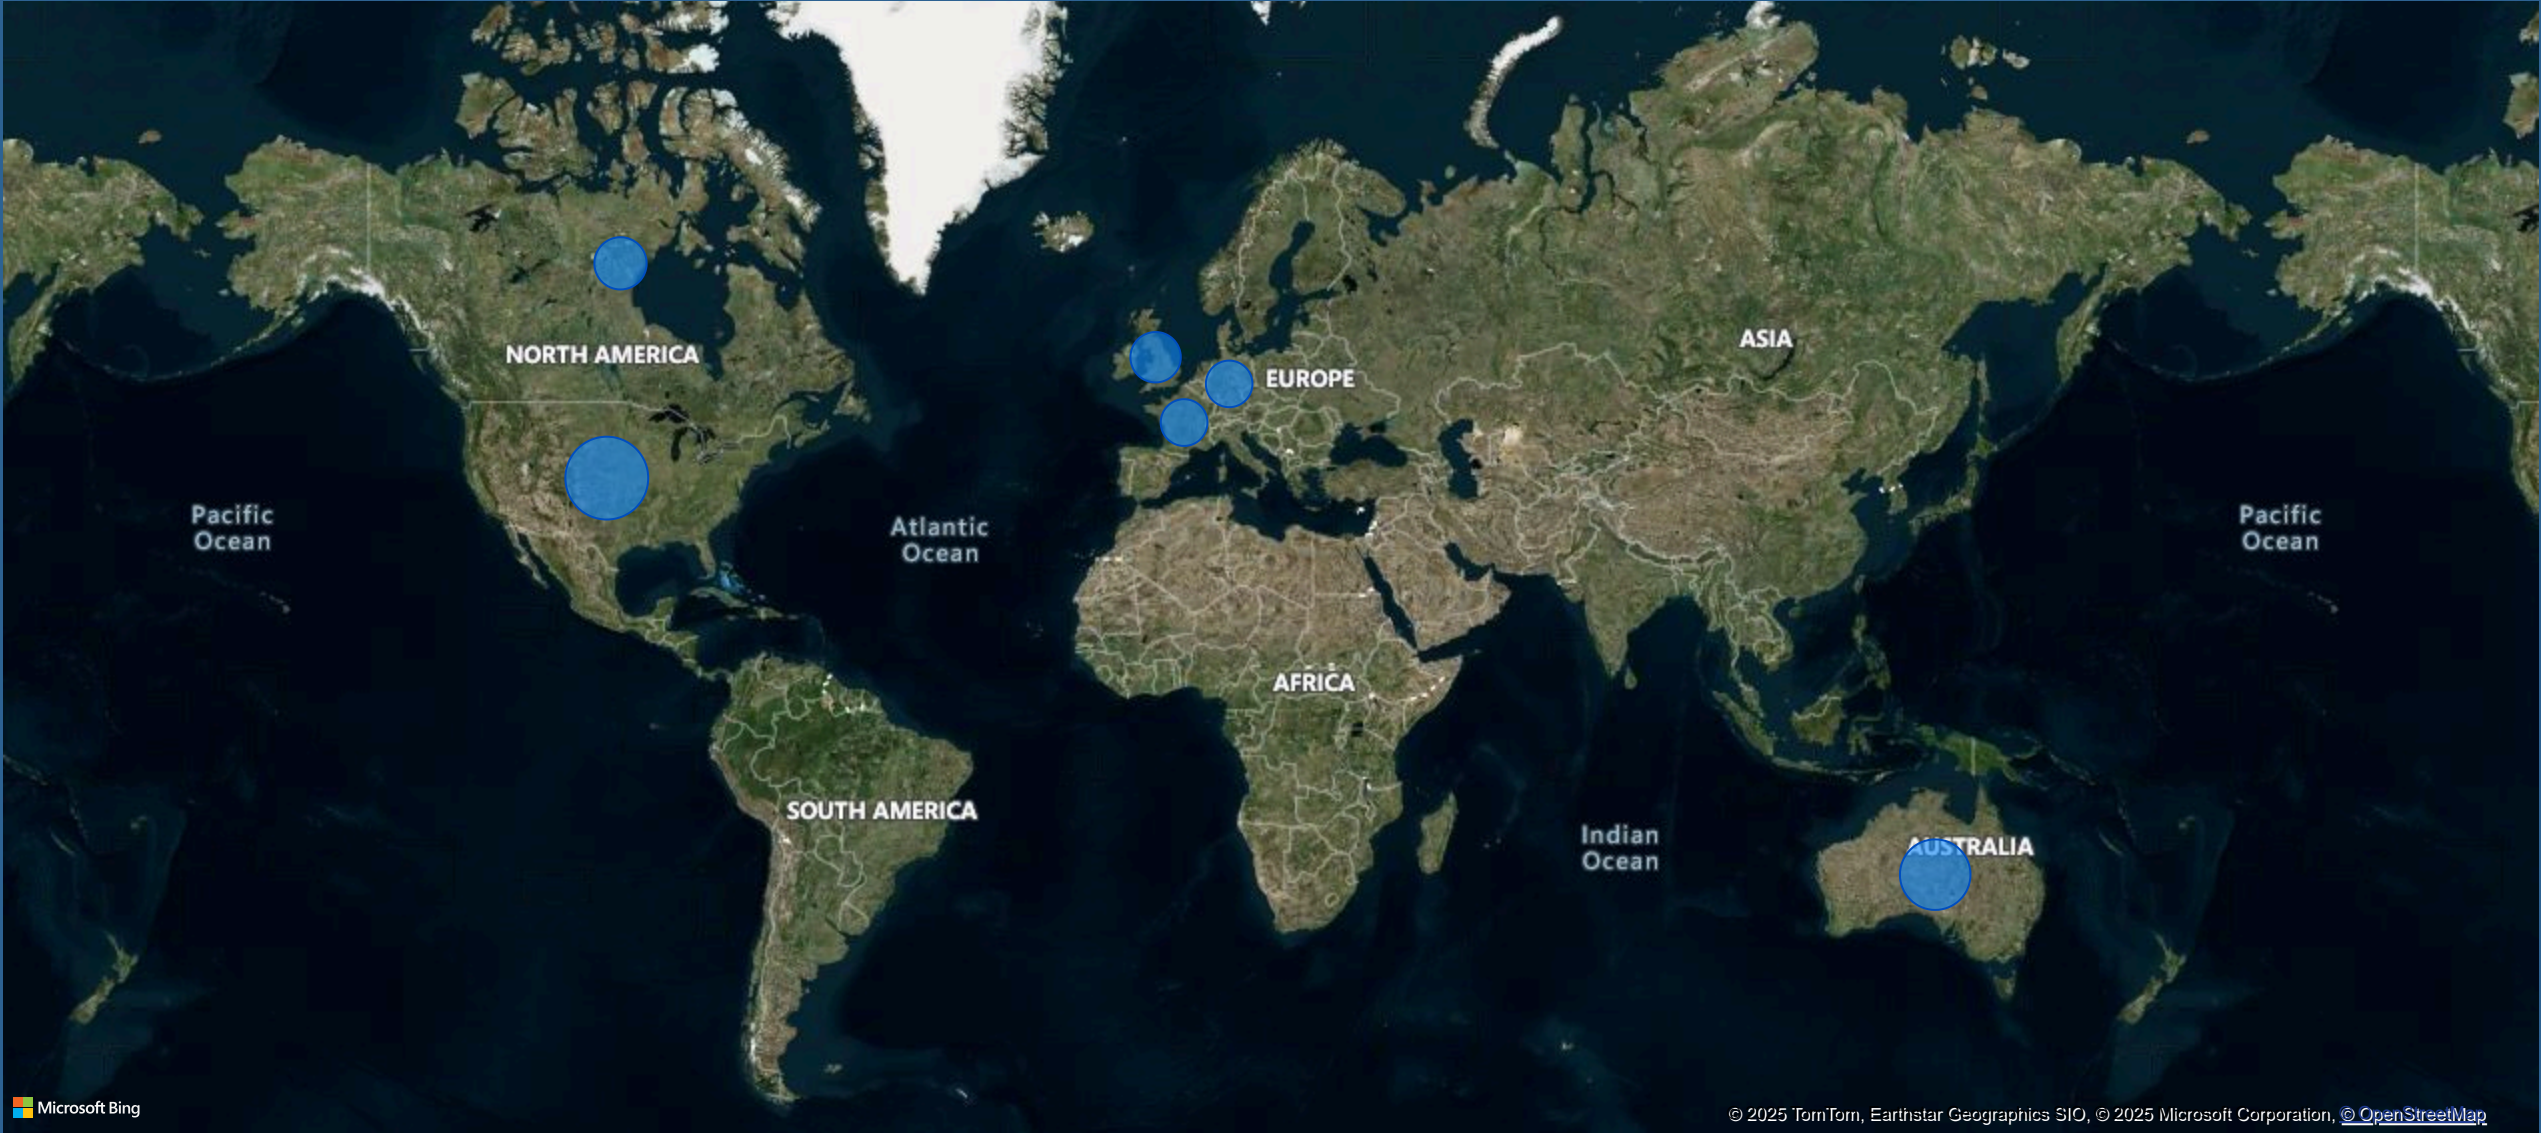 NORTH AMERICA
ASIA
EUROPE
Pacific
Ocean
Atlantic
Ocean
Pacific
Ocean
AFRICA
SOUTH AMERICA
Indian
Ocean
AUSTRALIA
Microsoft Bing
© 2025 TomTom, Earthstar Geographics SIO, © 2025 Microsoft Corporation, © OpenStreetMap